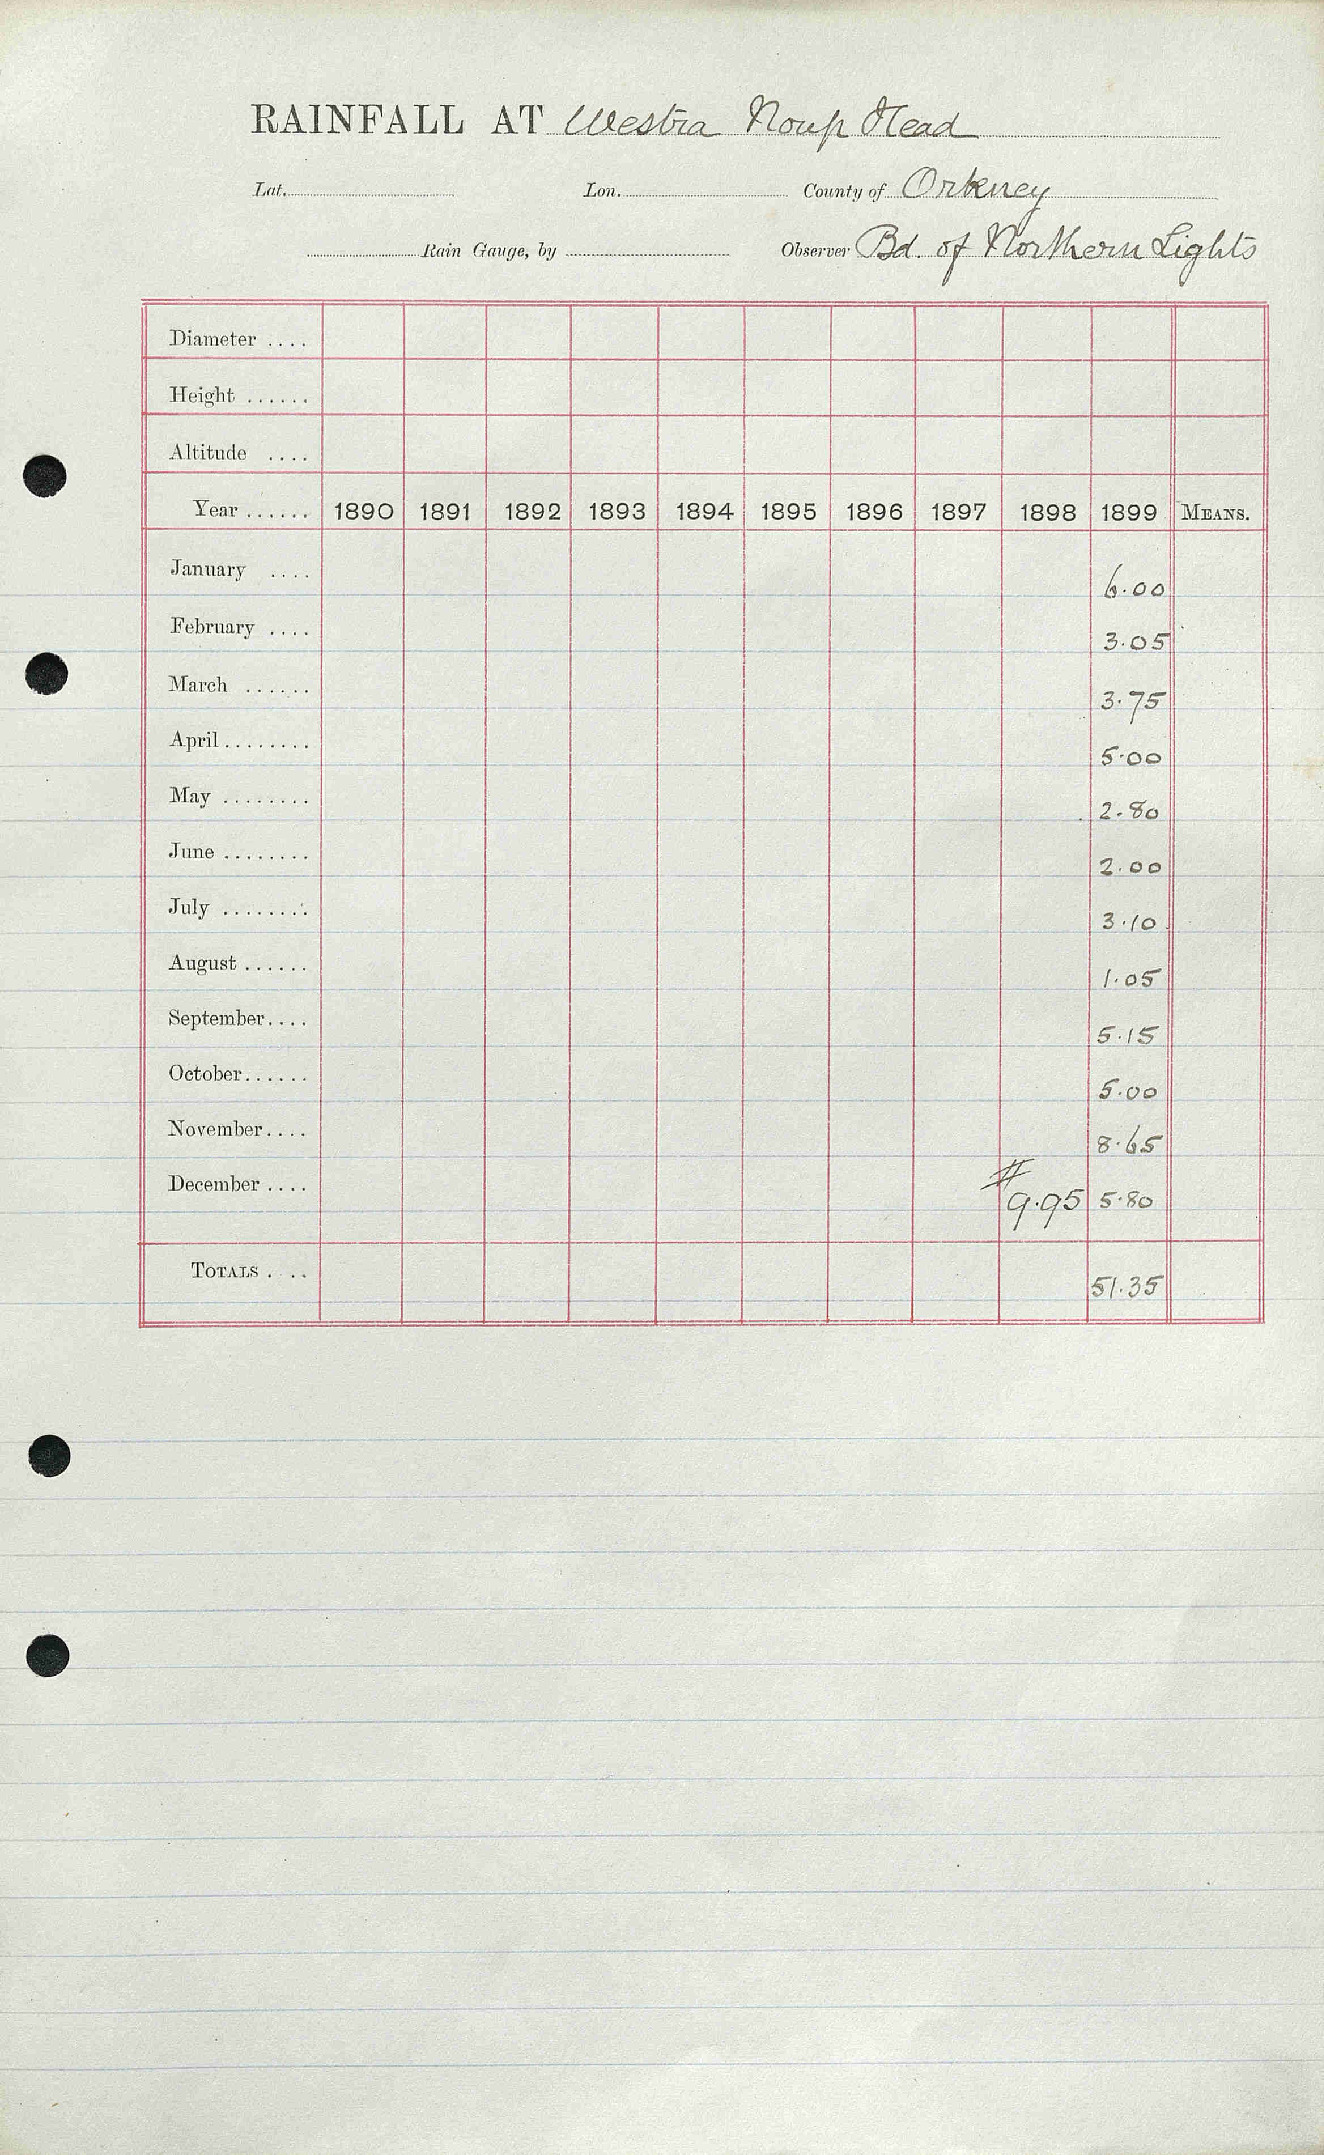 RAINFALL AT Westra Noup Head
Lat. Lon. County of Orkney
Rain Gauge, by Observer Bd. of Northern Lights
Diameter ....
Height ......
Altitude ....
Year ...... 1890 1891 1892 1893 1894 1895 1896 1897 1898 1899 MEANS.
January .... 6.00
February .... 3.05
March ...... 3.75
April ........ 5.00
May ........ 2.80
June ........ 2.00
July ........ 3.10
August ...... 1.05
September.... 5.15
October...... 5.00
November.... 8.65
December .... # 9.95 5.80
TOTALS .... 51.35